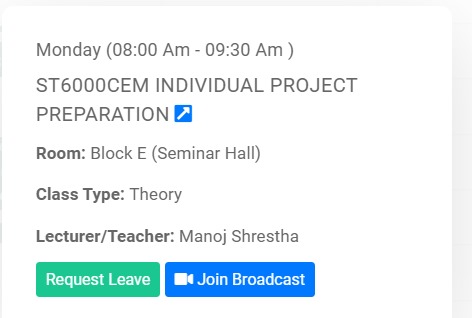 Monday (08:00 Am - 09:30 Am )
ST6000CEM INDIVIDUAL PROJECT
PREPARATION
Room: Block E (Seminar Hall)
Class Type: Theory
Lecturer/Teacher: Manoj Shrestha
Request Leave Join Broadcast